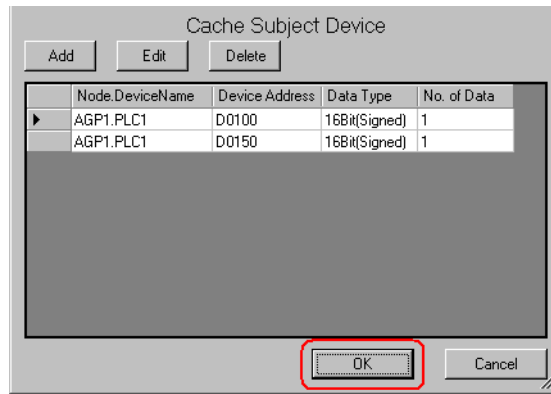 Cache Subject Device
Add Edit Delete
Node.DeviceName Device Address Data Type No. of Data
AGP1.PLC1 D0100 16Bit(Signed) 1
AGP1.PLC1 D0150 16Bit(Signed) 1
OK Cancel